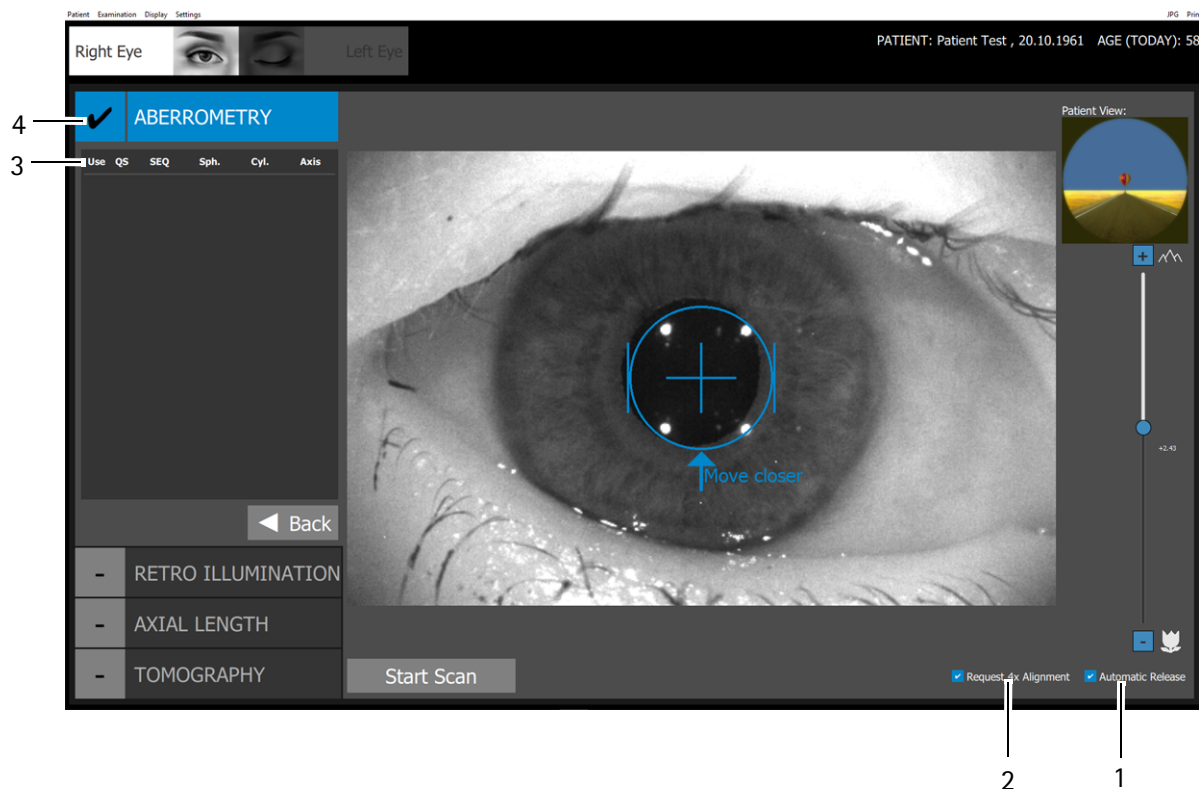 Patient Examination Display Settings JPG Prin
Right Eye Left Eye PATIENT: Patient Test , 20.10.1961 AGE (TODAY): 58
4 ✔ ABERROMETRY
Patient View:
3 Use QS SEQ Sph. Cyl. Axis
+
+2.43
Move closer
◀ Back
- RETRO ILLUMINATION
- AXIAL LENGTH
-
- TOMOGRAPHY
Start Scan
✔ Request 4x Alignment ✔ Automatic Release
2 1